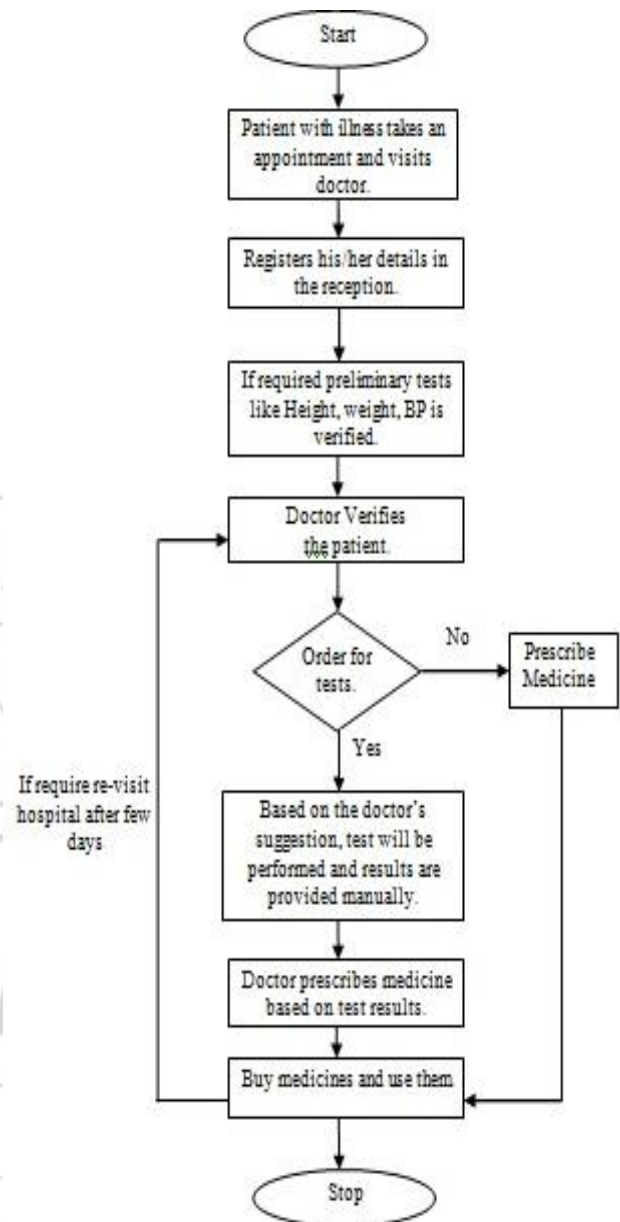 Start
Patient with illness takes an
appointment and visits
doctor.
Registers his/her details in
the reception.
If required preliminary tests
like Height, weight, BP is
verified.
Doctor Verifies
the patient.
Order for
tests.
No
Prescribe
Medicine
Yes
If require re-visit
hospital after few
days
Based on the doctor's
suggestion, test will be
performed and results are
provided manually.
Doctor prescribes medicine
based on test results.
Buy medicines and use them
Stop